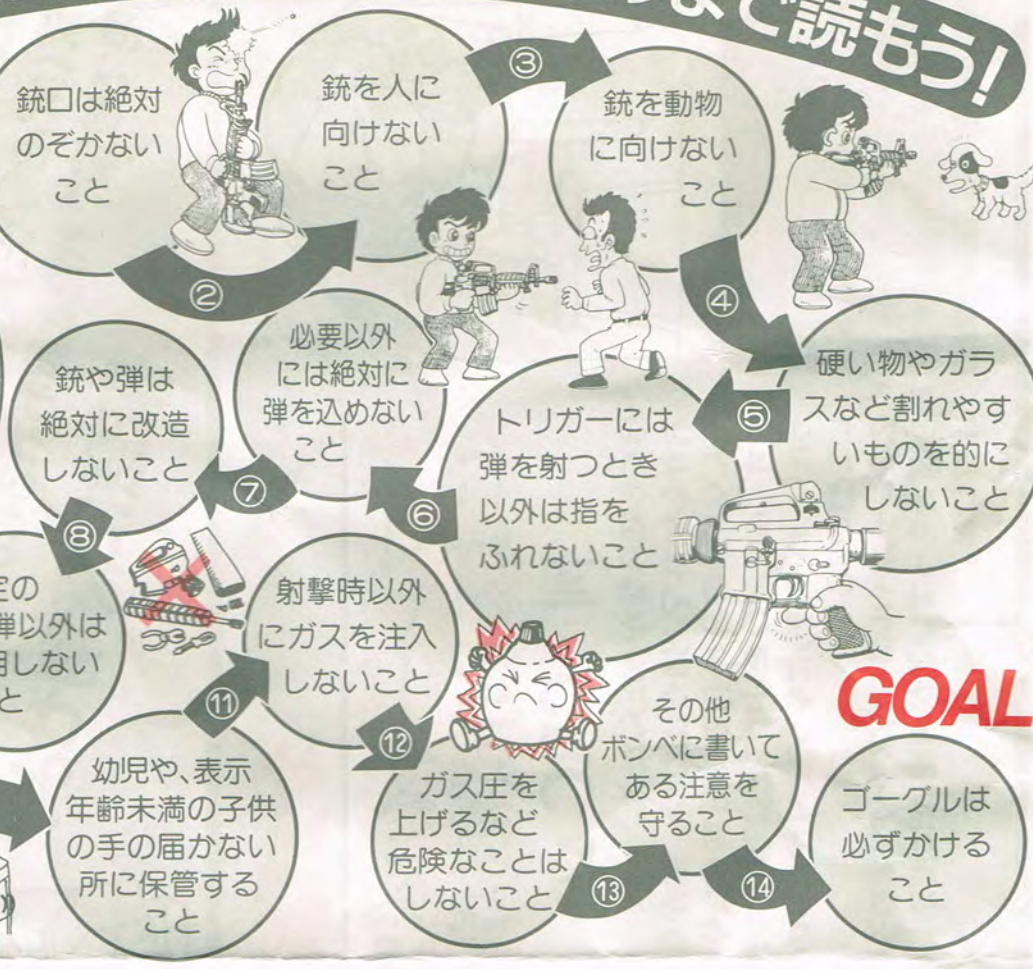 まで読もう!
銃口は絶対
のぞかない
こと
②
銃を人に
向けない
こと
③
銃を動物
に向けない
こと
④
硬い物やガラ
スなど割れやす
いものを的に
しないこと
⑤
トリガーには
弾を射つとき
以外は指を
ふれないこと
⑥
必要以外
には絶対に
弾を込めない
こと
⑦
銃や弾は
絶対に改造
しないこと
⑧
定の
弾以外は
用しない
と
幼児や、表示
年齢未満の子供
の手の届かない
所に保管する
こと
⑪
射撃時以外
にガスを注入
しないこと
⑫
ガス圧を
上げるなど
危険なことは
しないこと
⑬
その他
ボンベに書いて
ある注意を
守ること
⑭
GOAL
ゴーグルは
必ずかける
こと